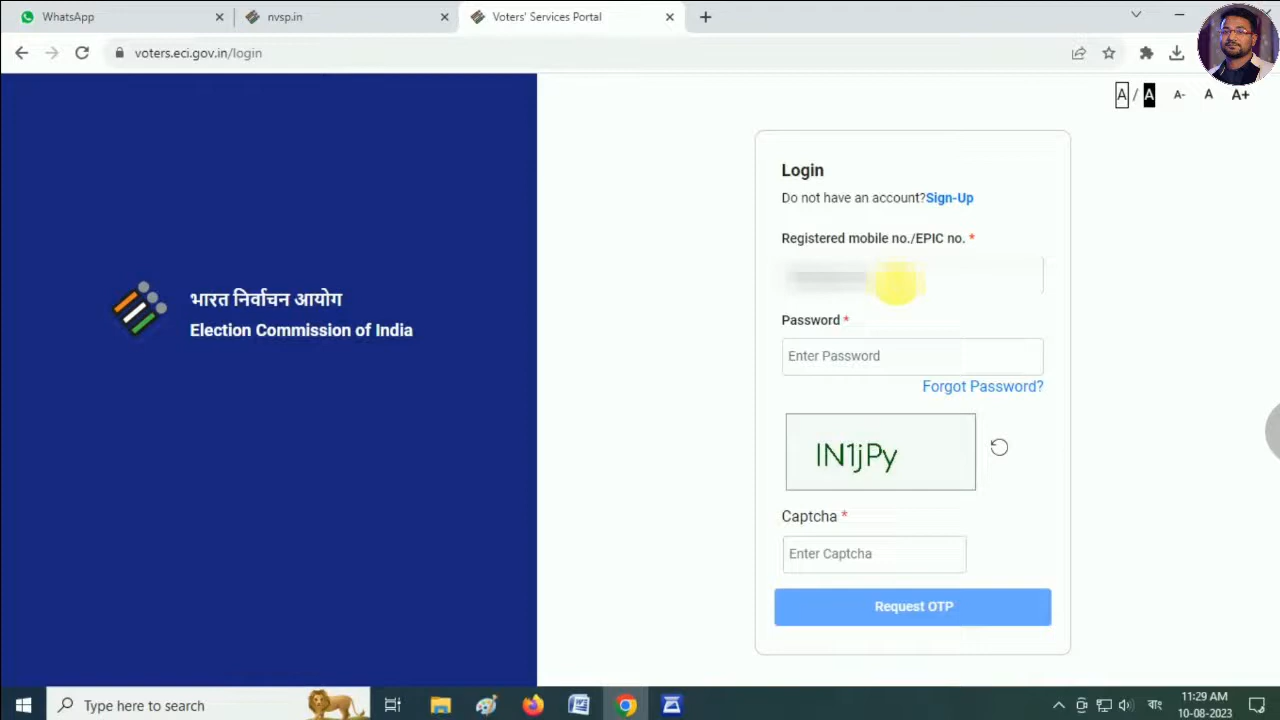 WhatsApp
nvsp.in
Voters' Services Portal
voters.eci.gov.in/login
A / A A- A A+
भारत निर्वाचन आयोग
Election Commission of India
Login
Do not have an account?Sign-Up
Registered mobile no./EPIC no. *
Password *
Enter Password
Forgot Password?
lN1jPy
Captcha *
Enter Captcha
Request OTP
Type here to search
বাং
11:29 AM
10-08-2023